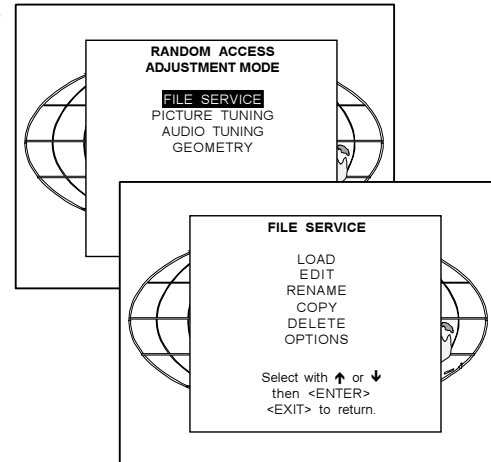 RANDOM ACCESS
ADJUSTMENT MODE
FILE SERVICE
PICTURE TUNING
AUDIO TUNING
GEOMETRY
FILE SERVICE
LOAD
EDIT
RENAME
COPY
DELETE
OPTIONS
Select with ↑ or ↓
then <ENTER>
<EXIT> to return.